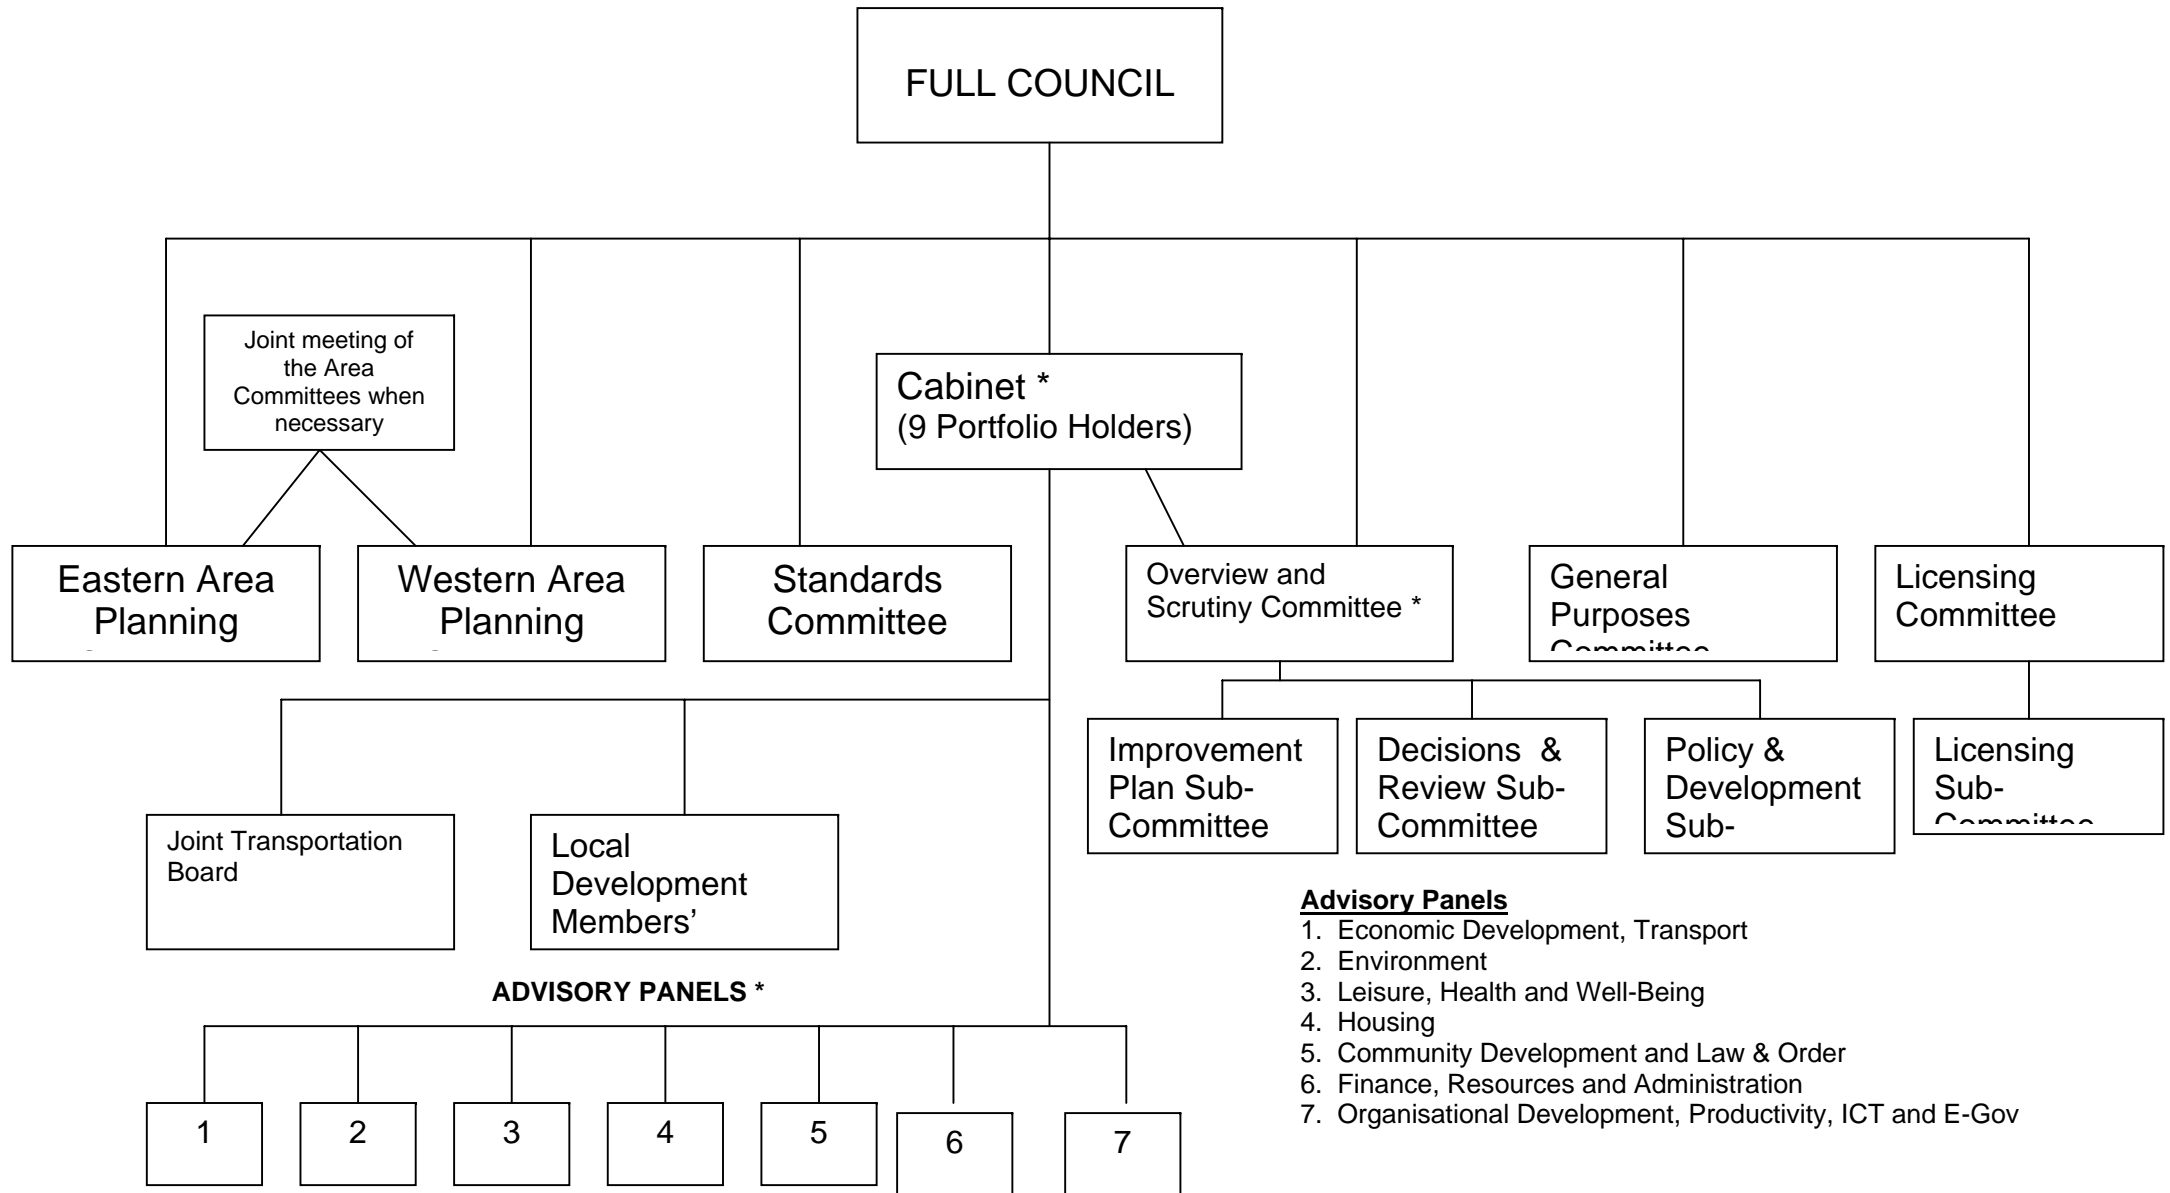 FULL COUNCIL
Joint meeting of
the Area
Committees when
necessary
Cabinet *
(9 Portfolio Holders)
Eastern Area
Planning
Western Area
Planning
Standards
Committee
Overview and
Scrutiny Committee *
General
Purposes
Committee
Licensing
Committee
Improvement
Plan Sub-
Committee
Decisions & 
Review Sub-
Committee
Policy &
Development
Sub-
Licensing
Sub-
Committee
Joint Transportation
Board
Local
Development
Members’
ADVISORY PANELS *
1
2
3
4
5
6
7
Advisory Panels
1. Economic Development, Transport
2. Environment
3. Leisure, Health and Well-Being
4. Housing
5. Community Development and Law & Order
6. Finance, Resources and Administration
7. Organisational Development, Productivity, ICT and E-Gov